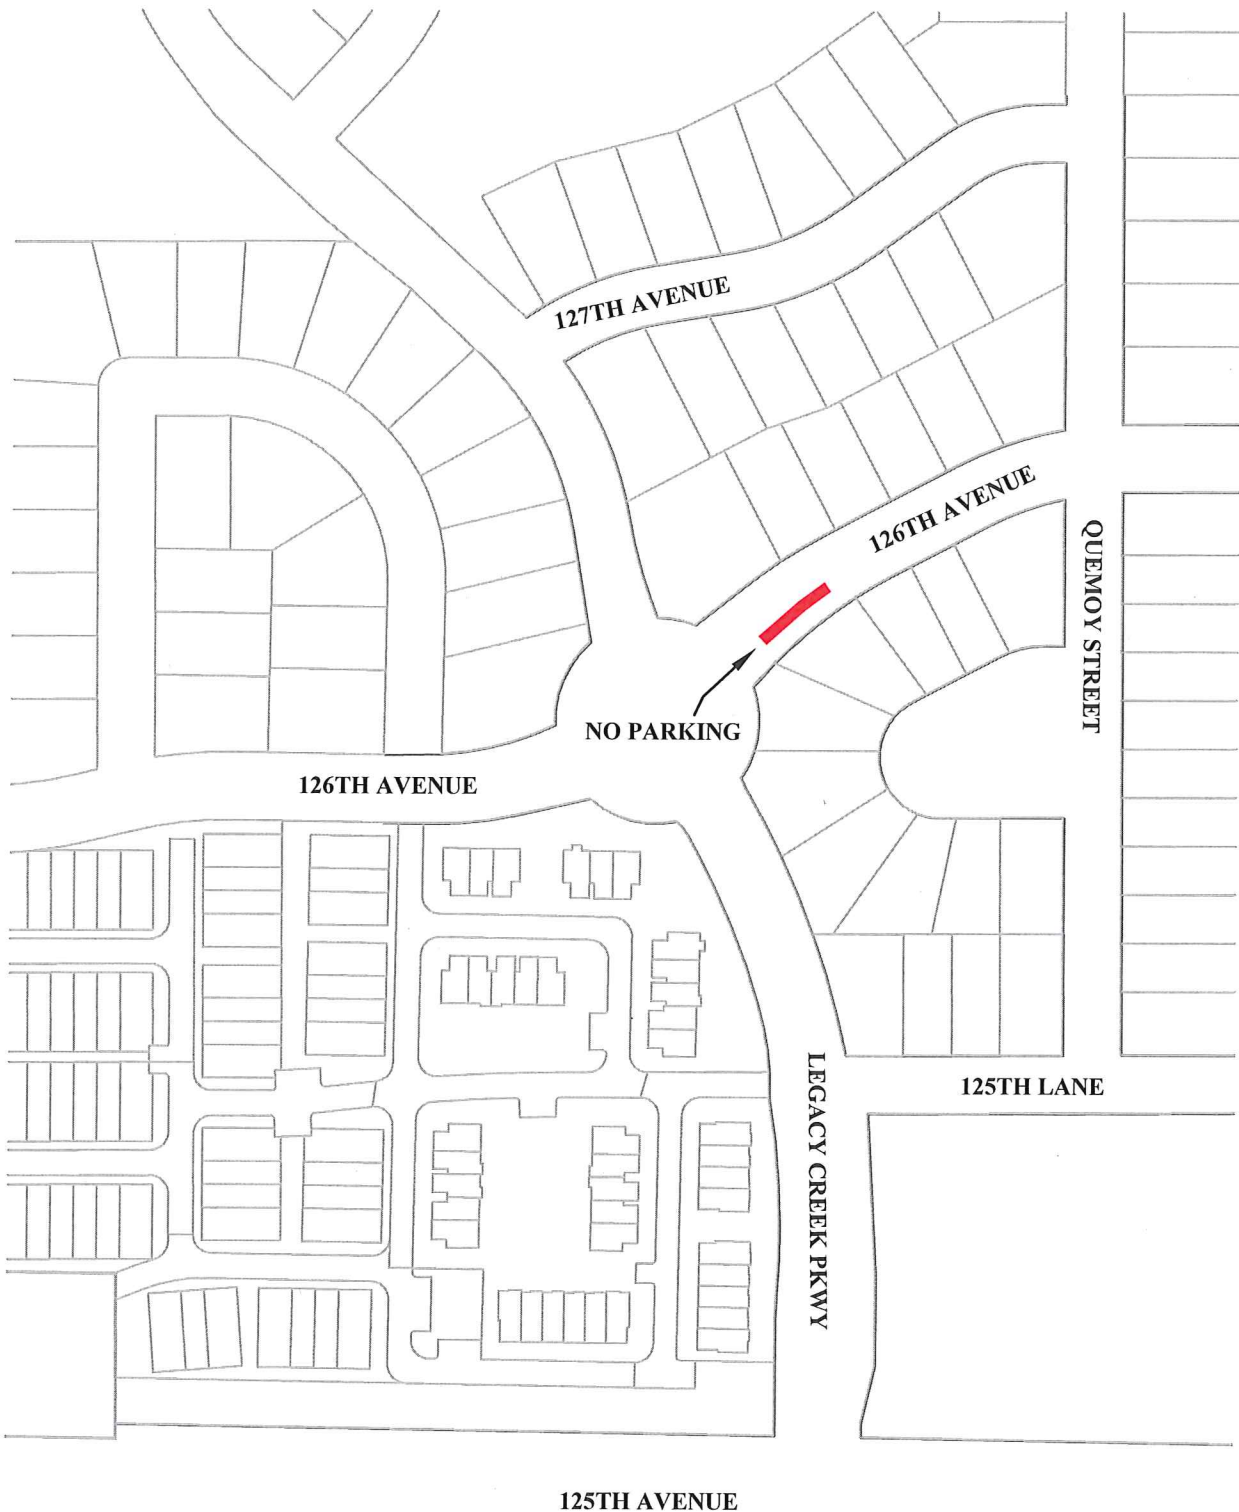 127TH AVENUE
126TH AVENUE
QUEMOY STREET
NO PARKING
126TH AVENUE
LEGACY CREEK PKWY
125TH LANE
125TH AVENUE